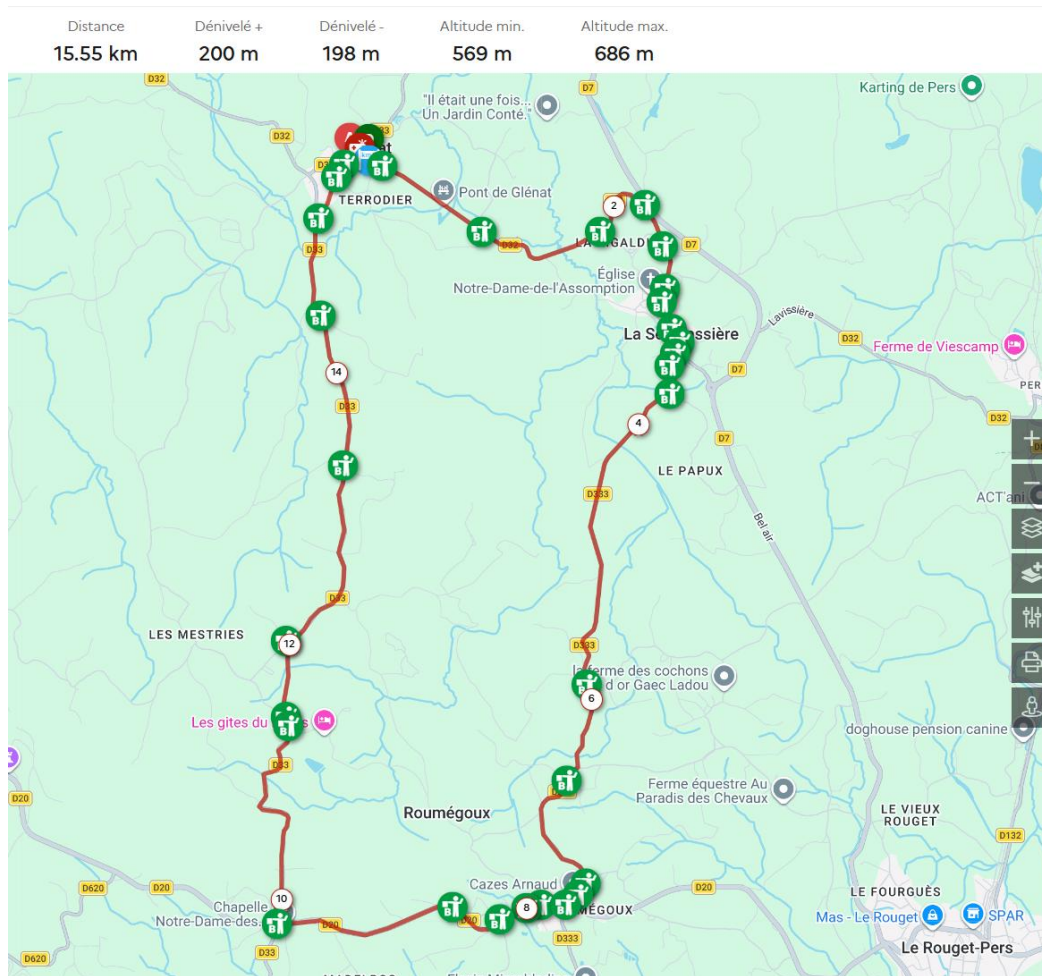 Distance
Dénivelé +
Dénivelé -
Altitude min.
Altitude max.
15.55 km
200 m
198 m
569 m
686 m
D32
D7
Karting de Pers
"Il était une fois...
Un Jardin Conté."
D32
TERRODIER
Pont de Glénat
2
D33
D32
D7
Église
Notre-Dame-de-l'Assomption
Lavissière
D32
Ferme de Viescamp
D7
14
D33
4
D7
D32
LE PAPUX
D333
Bel air
D33
LES MESTRIES
12
D333
la ferme des cochons
d or Gaec Ladou
6
Les gites du
doghouse pension canine
D33
D20
Ferme équestre Au
Paradis des Chevaux
Roumégoux
LE VIEUX
ROUGET
D132
D620
D20
10
Cazes Arnaud
D20
LE FOURGUÈS
Chapelle
Notre-Dame-des...
8
D20
D20
Mas - Le Rouget
SPAR
D33
D333
Le Rouget-Pers
D620